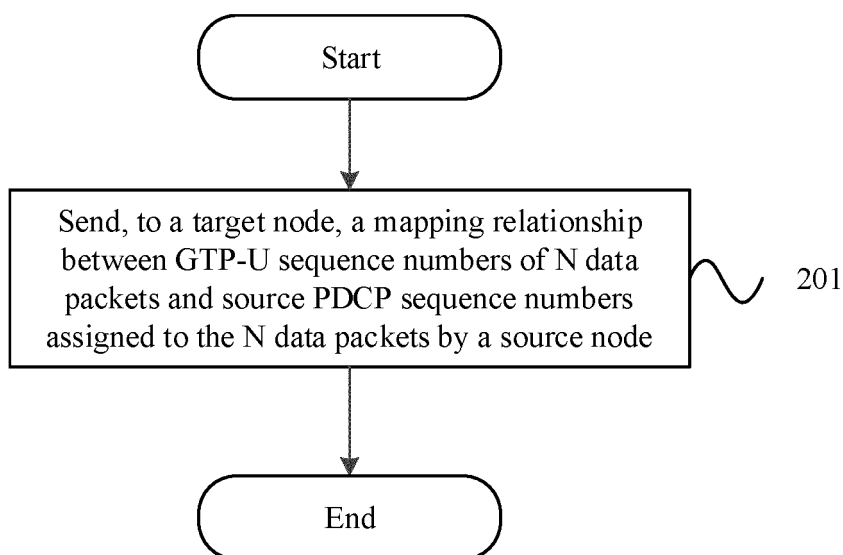 Start
Send, to a target node, a mapping relationship
between GTP-U sequence numbers of N data
packets and source PDCP sequence numbers
assigned to the N data packets by a source node
201
End